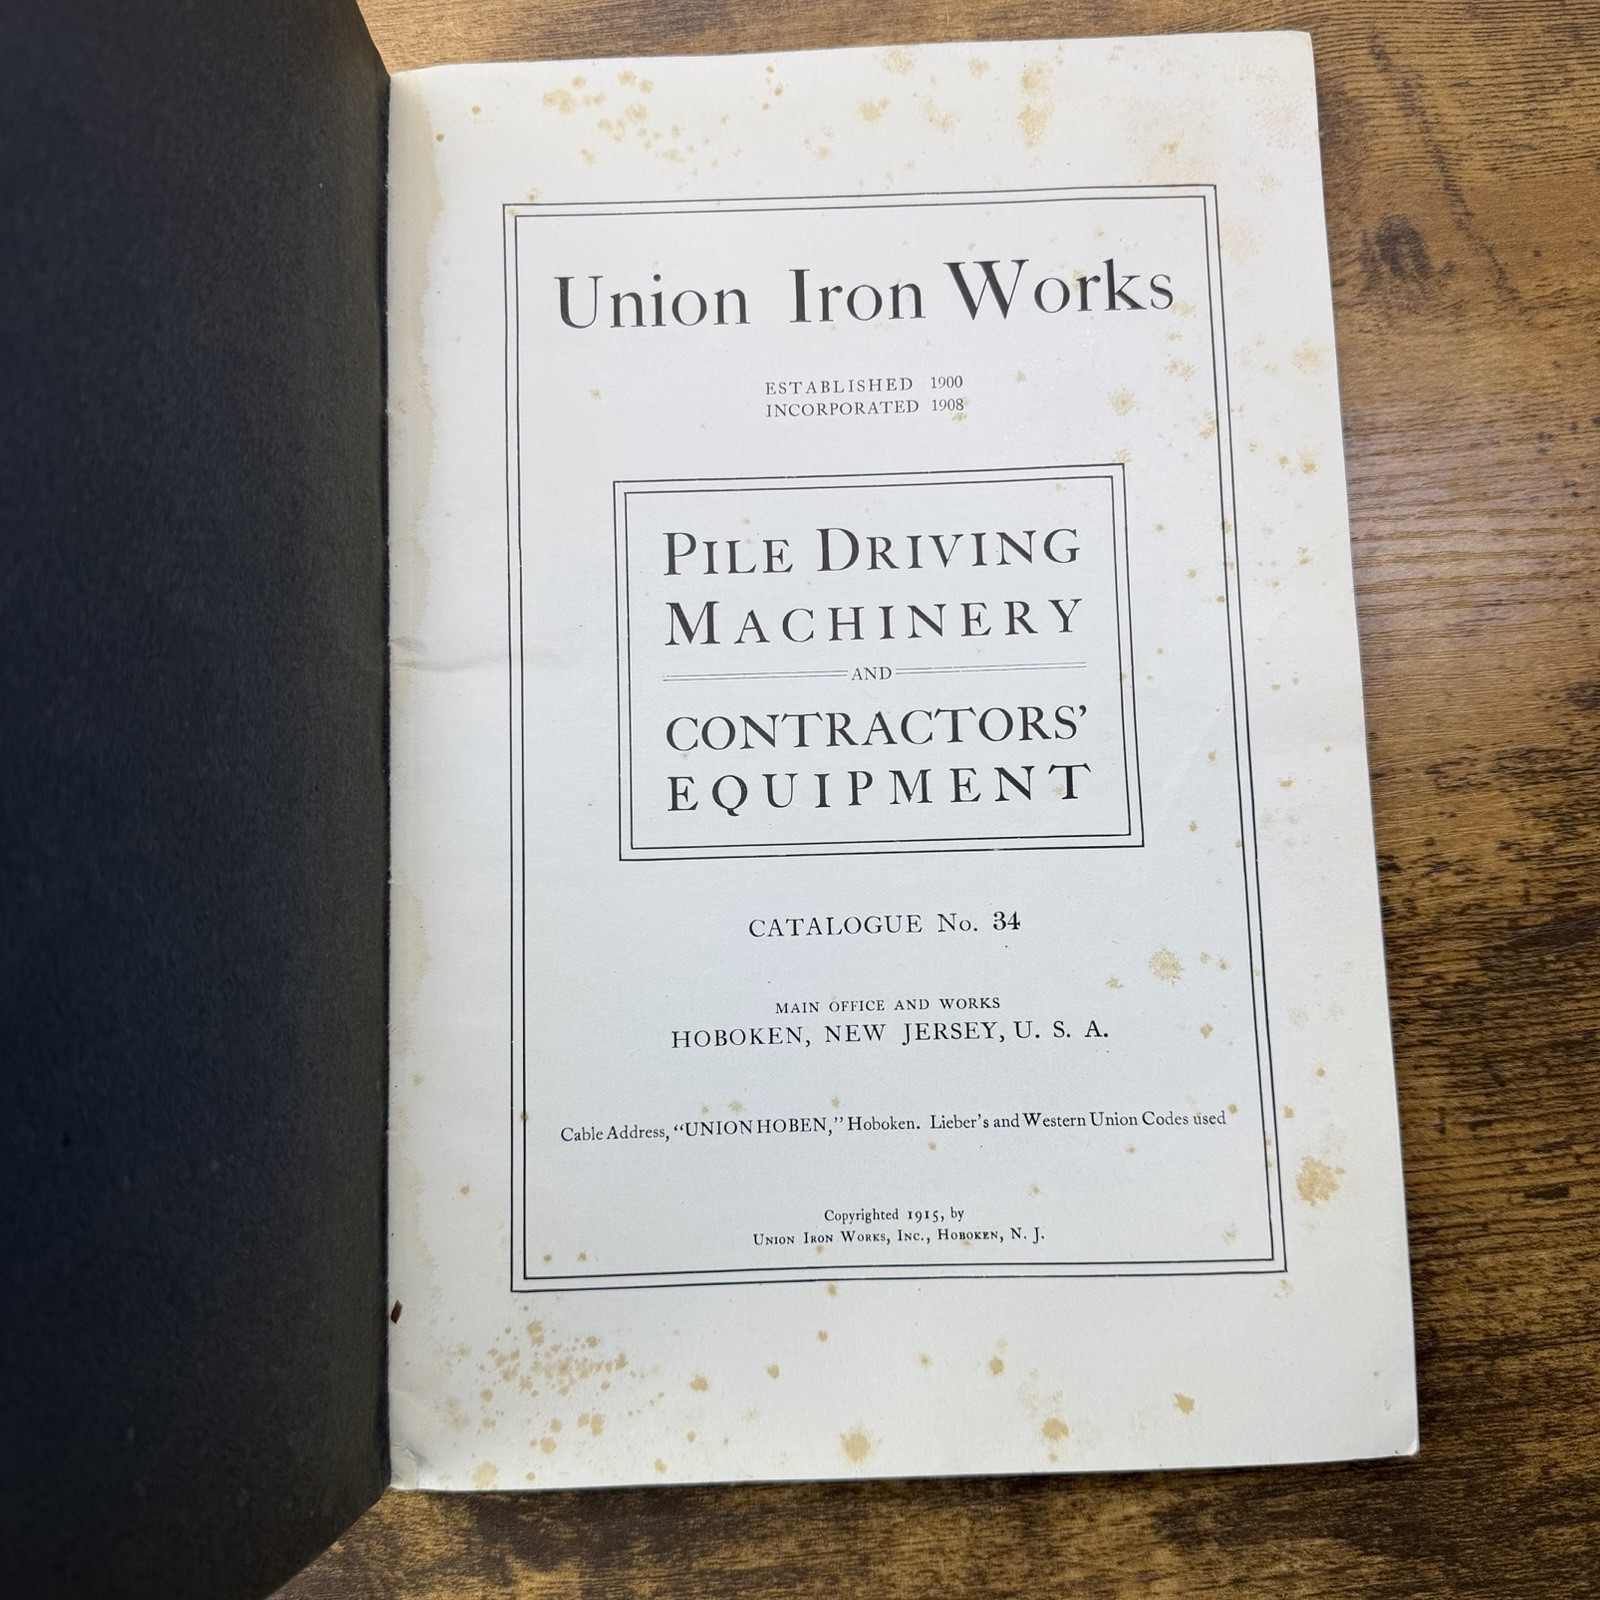 Union Iron Works
ESTABLISHED 1900
INCORPORATED 1908
PILE DRIVING
MACHINERY
AND
CONTRACTORS'
EQUIPMENT
CATALOGUE No. 34
MAIN OFFICE AND WORKS
HOBOKEN, NEW JERSEY, U. S. A.
Cable Address, "UNIONHOBEN," Hoboken. Lieber's and Western Union Codes used
Copyrighted 1915, by
UNION IRON WORKS, INC., HOBOKEN, N. J.